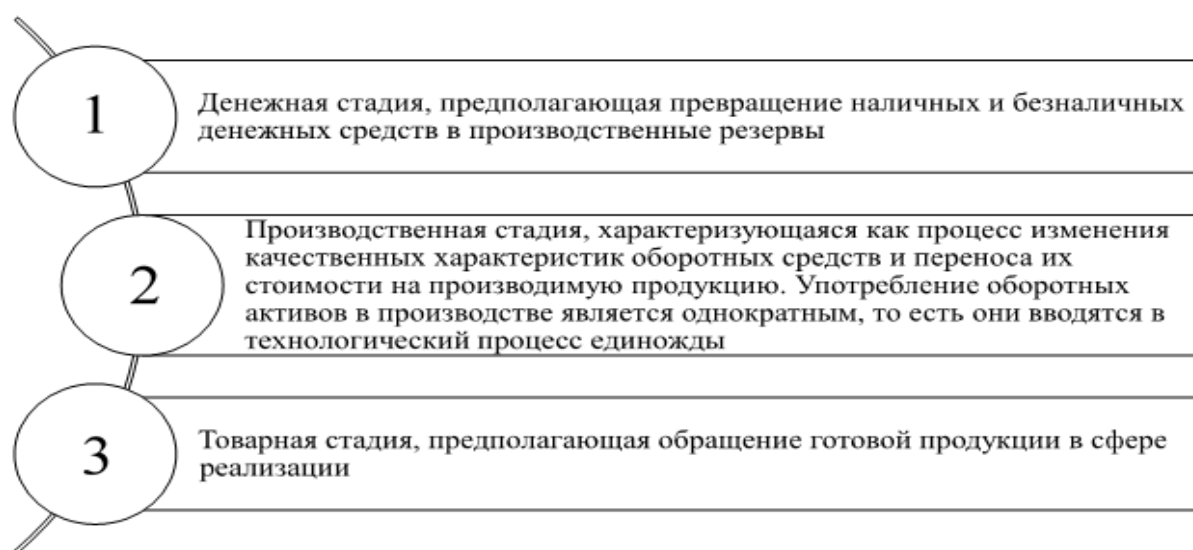 1
Денежная стадия, предполагающая превращение наличных и безналичных
денежных средств в производственные резервы
2
Производственная стадия, характеризующаяся как процесс изменения
качественных характеристик оборотных средств и переноса их
стоимости на производимую продукцию. Употребление оборотных
активов в производстве является однократным, то есть они вводятся в
технологический процесс единожды
3
Товарная стадия, предполагающая обращение готовой продукции в сфере
реализации